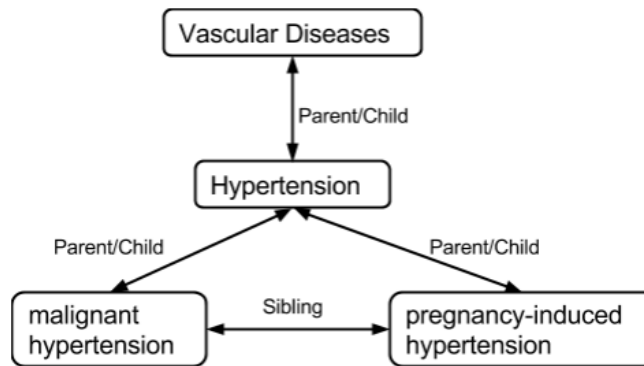 Vascular Diseases
Parent/Child
Hypertension
Parent/Child
Parent/Child
malignant
hypertension
Sibling
pregnancy-induced
hypertension